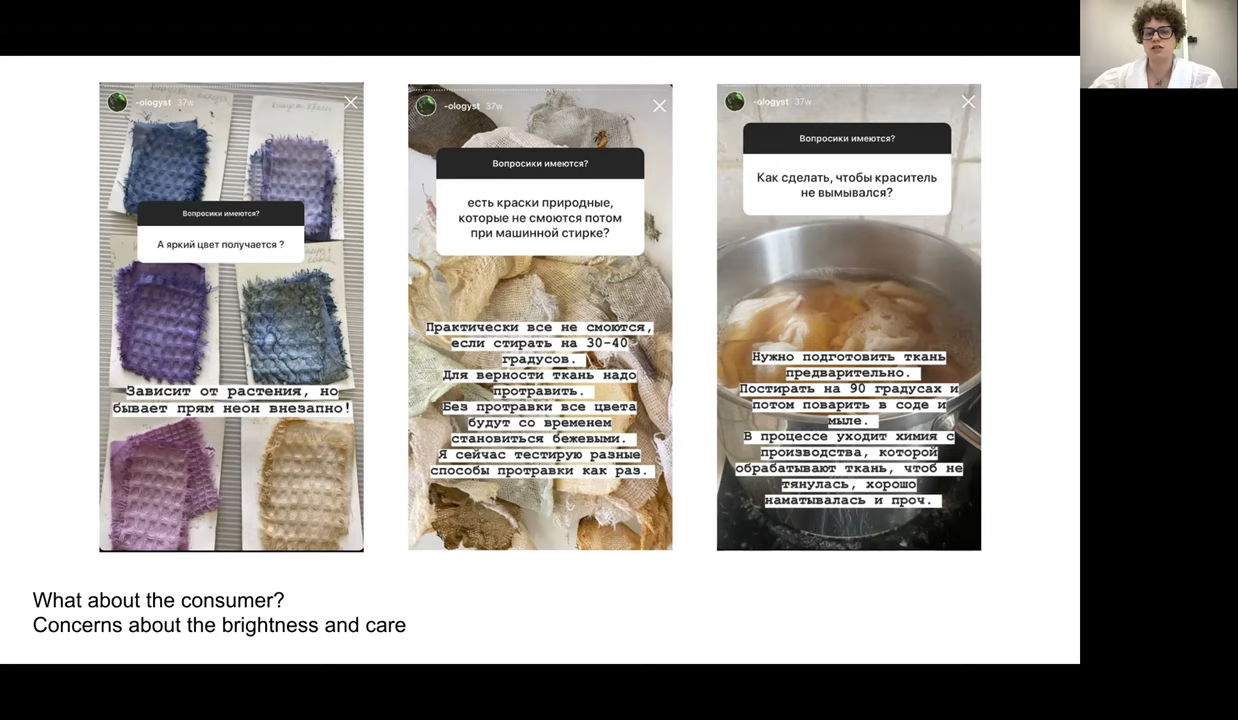 -ologyst 37w
Вопросики имеются?
А яркий цвет получается ?
Зависит от растения, но
бывает прям неон внезапно!
-ologyst 37w
Вопросики имеются?
есть краски природные,
которые не смоются потом
при машинной стирке?
Практически все не смоются,
если стирать на 30-40
градусов.
Для верности ткань надо
протравить.
Без протравки все цвета
будут со временем
становиться бежевыми.
Я сейчас тестирую разные
способы протравки как раз.
-ologyst 37w
Вопросики имеются?
Как сделать, чтобы краситель
не вымывался?
Нужно подготовить ткань
предварительно.
Постирать на 90 градусах и
потом поварить в соде и
мыле.
В процессе уходит химия с
производства, которой
обрабатывают ткань, чтоб не
тянулась, хорошо
наматывалась и проч.
What about the consumer?
Concerns about the brightness and care